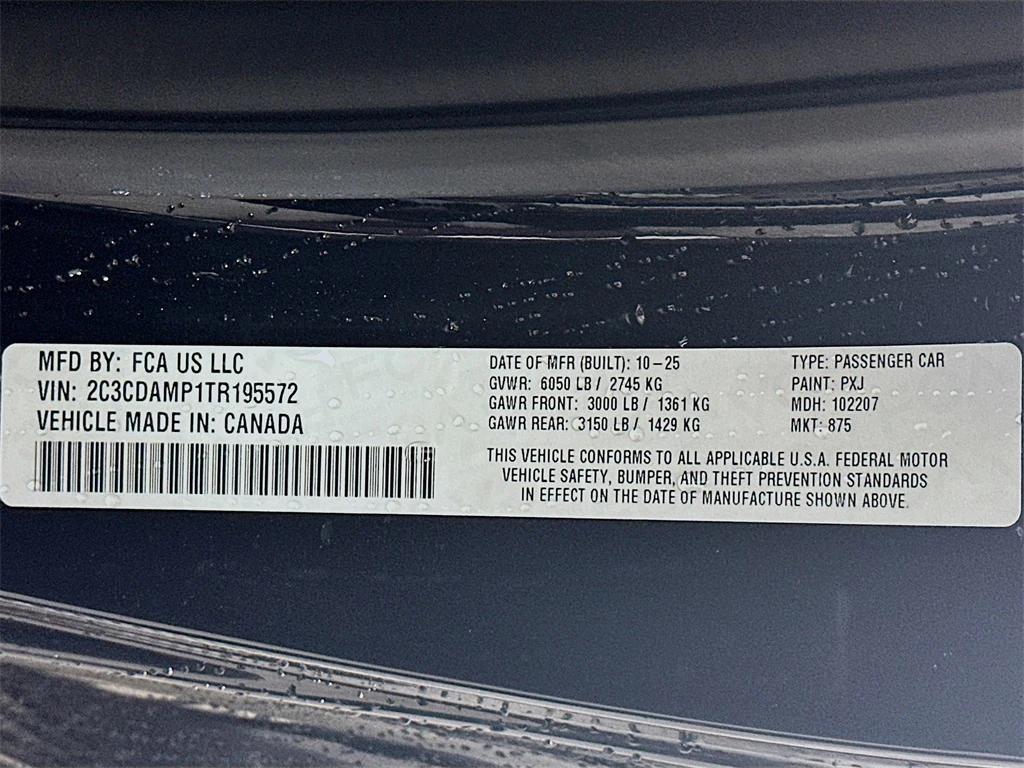 MFD BY: FCA US LLC
VIN: 2C3CDAMP1TR195572
VEHICLE MADE IN: CANADA
DATE OF MFR (BUILT): 10-25
GVWR: 6050 LB / 2745 KG
GAWR FRONT: 3000 LB / 1361 KG
GAWR REAR: 3150 LB / 1429 KG
TYPE: PASSENGER CAR
PAINT: PXJ
MDH: 102207
MKT: 875
THIS VEHICLE CONFORMS TO ALL APPLICABLE U.S.A. FEDERAL MOTOR
VEHICLE SAFETY, BUMPER, AND THEFT PREVENTION STANDARDS
IN EFFECT ON THE DATE OF MANUFACTURE SHOWN ABOVE.